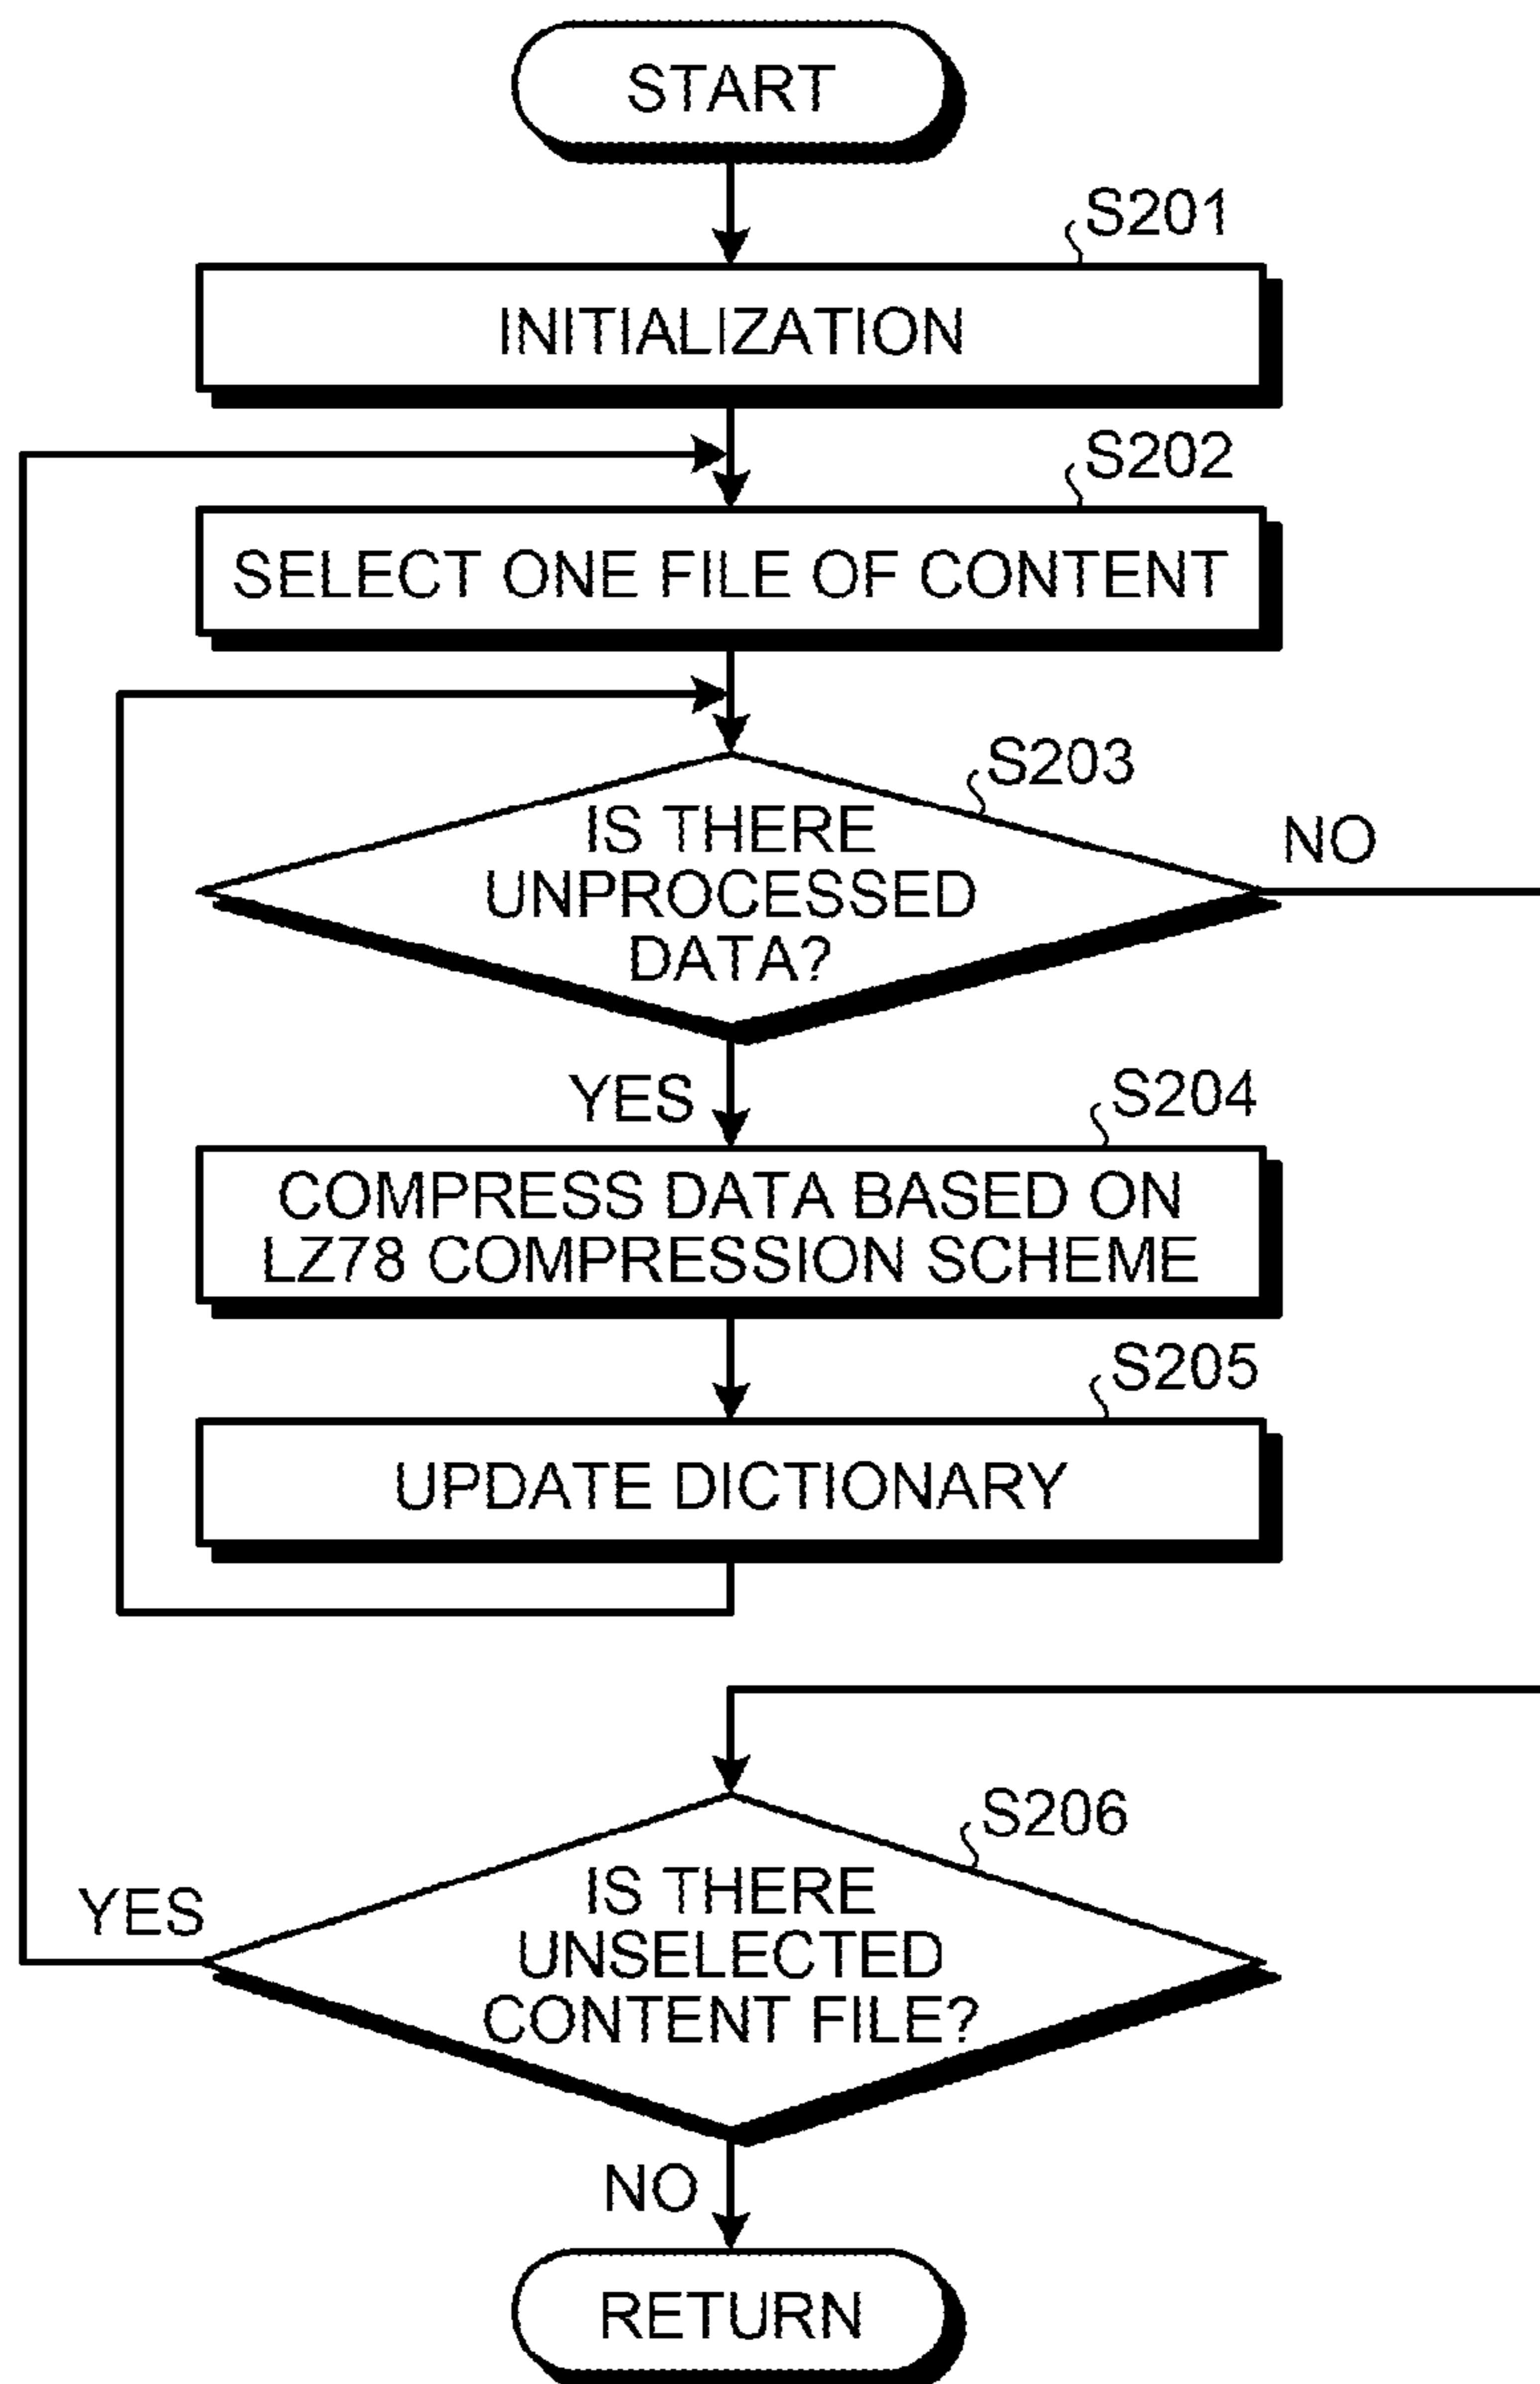 START
S201
INITIALIZATION
S202
SELECT ONE FILE OF CONTENT
S203
IS THERE
UNPROCESSED
DATA?
NO
YES
S204
COMPRESS DATA BASED ON
LZ78 COMPRESSION SCHEME
S205
UPDATE DICTIONARY
S206
IS THERE
UNSELECTED
CONTENT FILE?
YES
NO
RETURN